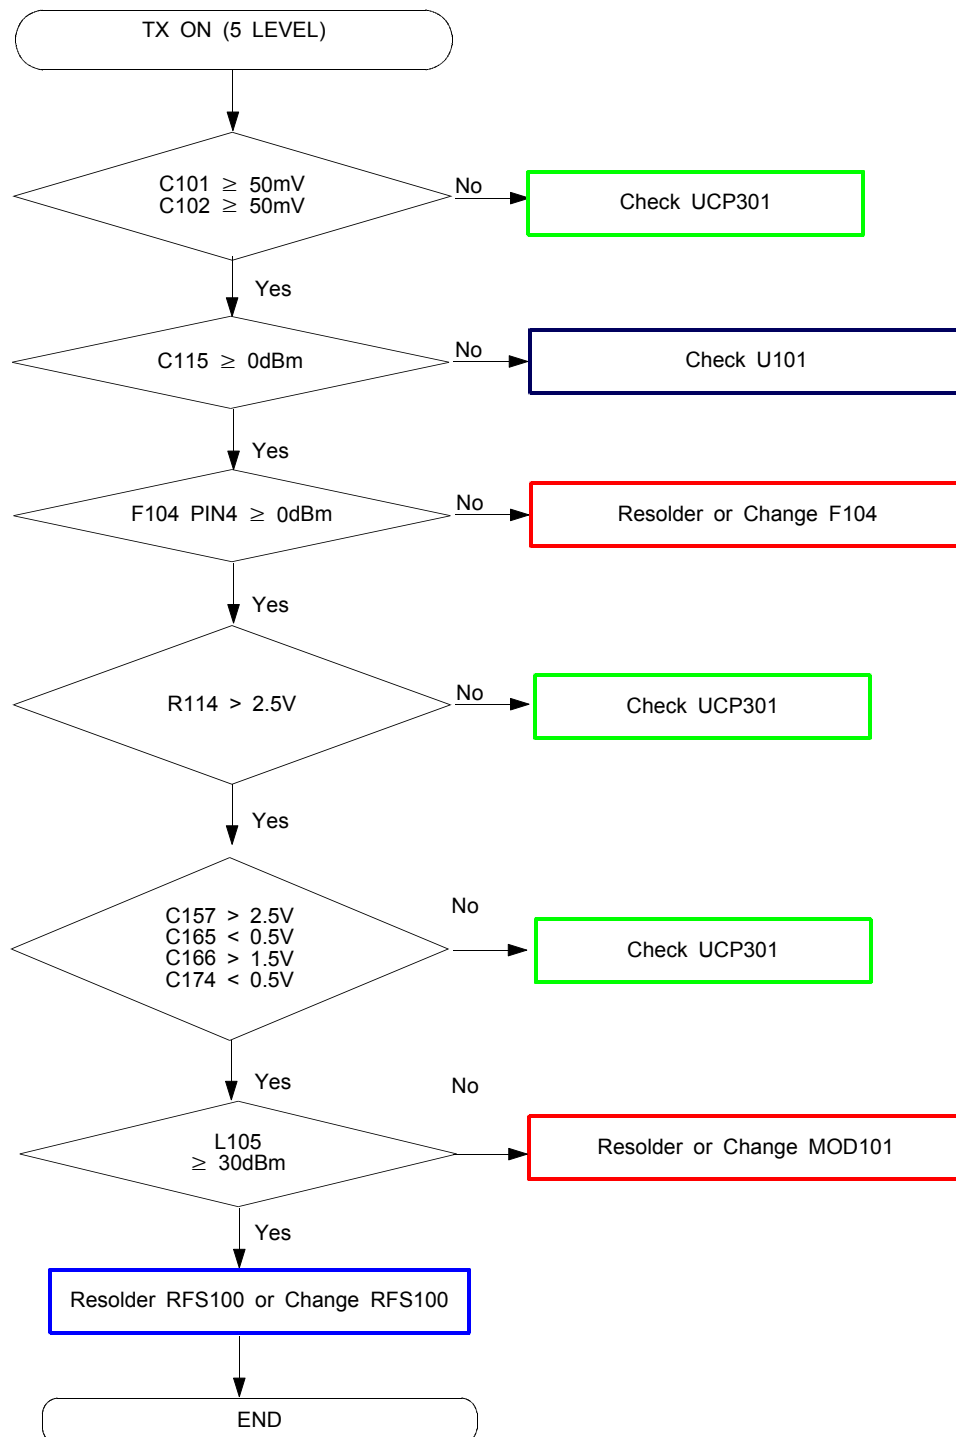 TX ON (5 LEVEL)
C101 ≥ 50mV
C102 ≥ 50mV
No
Check UCP301
Yes
C115 ≥ 0dBm
No
Check U101
Yes
F104 PIN4 ≥ 0dBm
No
Resolder or Change F104
Yes
R114 > 2.5V
No
Check UCP301
Yes
C157 > 2.5V
C165 < 0.5V
C166 > 1.5V
C174 < 0.5V
No
Check UCP301
Yes
No
L105
≥ 30dBm
Resolder or Change MOD101
Yes
Resolder RFS100 or Change RFS100
END